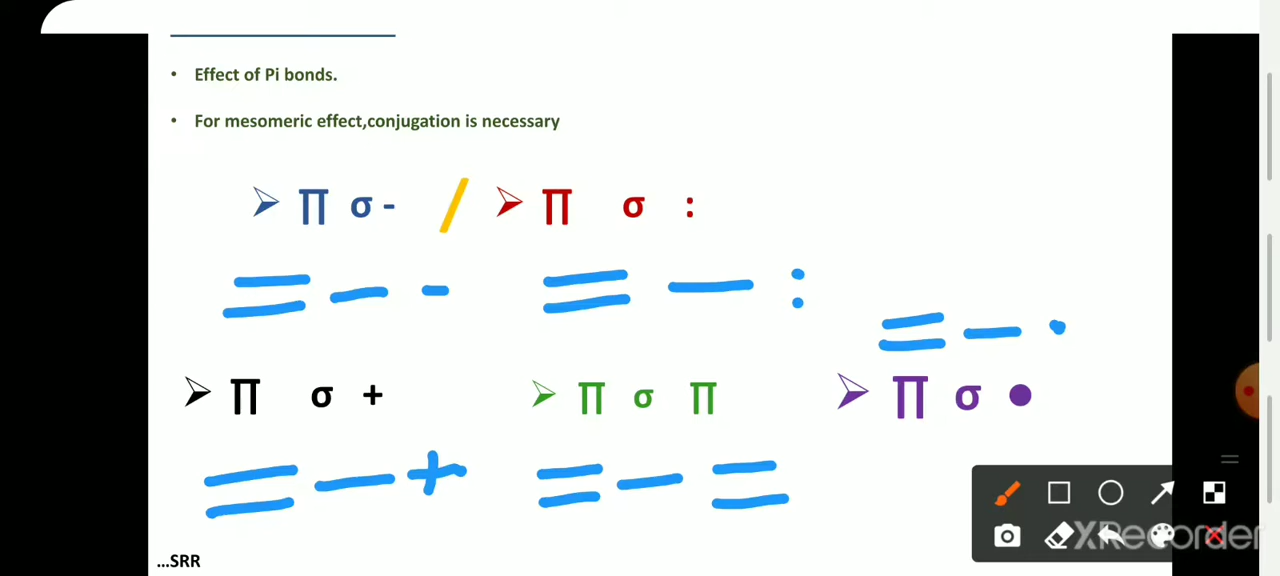 • Effect of Pi bonds.
• For mesomeric effect,conjugation is necessary
➢ ∏ σ - / ➢ ∏ σ :
= — - = — :
= — •
➢ ∏ σ + ➢ ∏ σ ∏ ➢ ∏ σ •
= — + = — =
...SRR
XRecorder